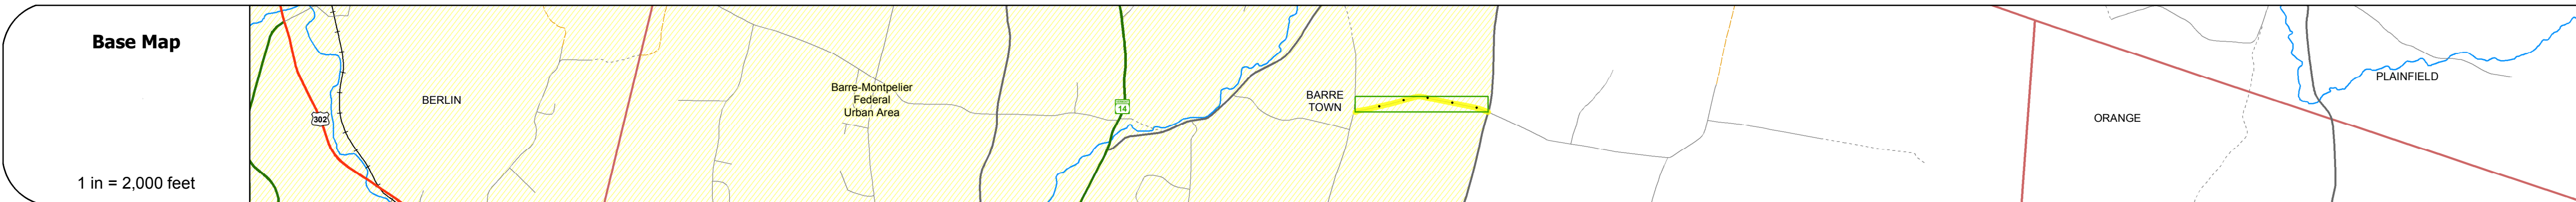 Base Map
1 in = 2,000 feet
302
BERLIN
Barre-Montpelier
Federal
Urban Area
14
BARRE
TOWN
ORANGE
PLAINFIELD